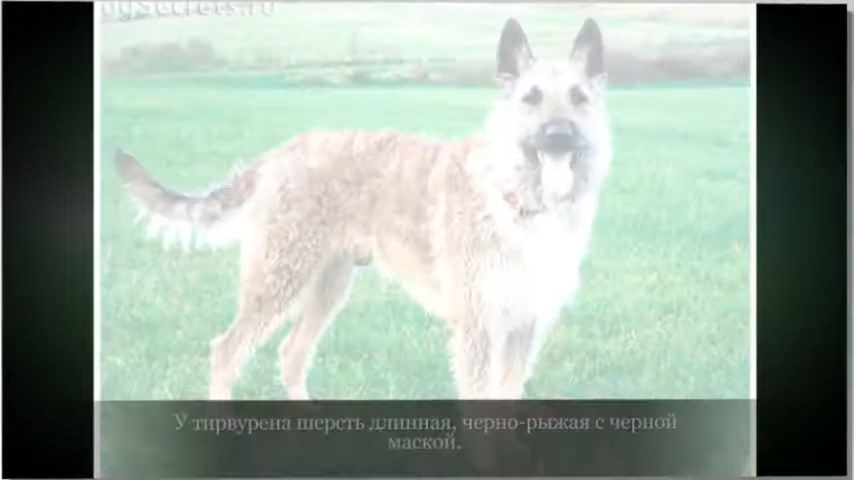 У тирвурена шерсть длинная, черно-рыжая с черной
маской.